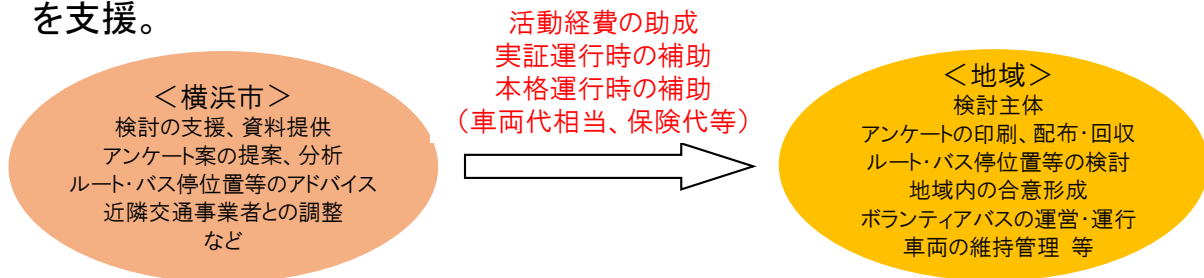 を支援。
活動経費の助成
実証運行時の補助
本格運行時の補助
（車両代相当、保険代等）
＜横浜市＞
検討の支援、資料提供
アンケート案の提案、分析
ルート・バス停位置等のアドバイス
近隣交通事業者との調整
など
＜地域＞
検討主体
アンケートの印刷、配布・回収
ルート・バス停位置等の検討
地域内の合意形成
ボランティアバスの運営・運行
車両の維持管理 等